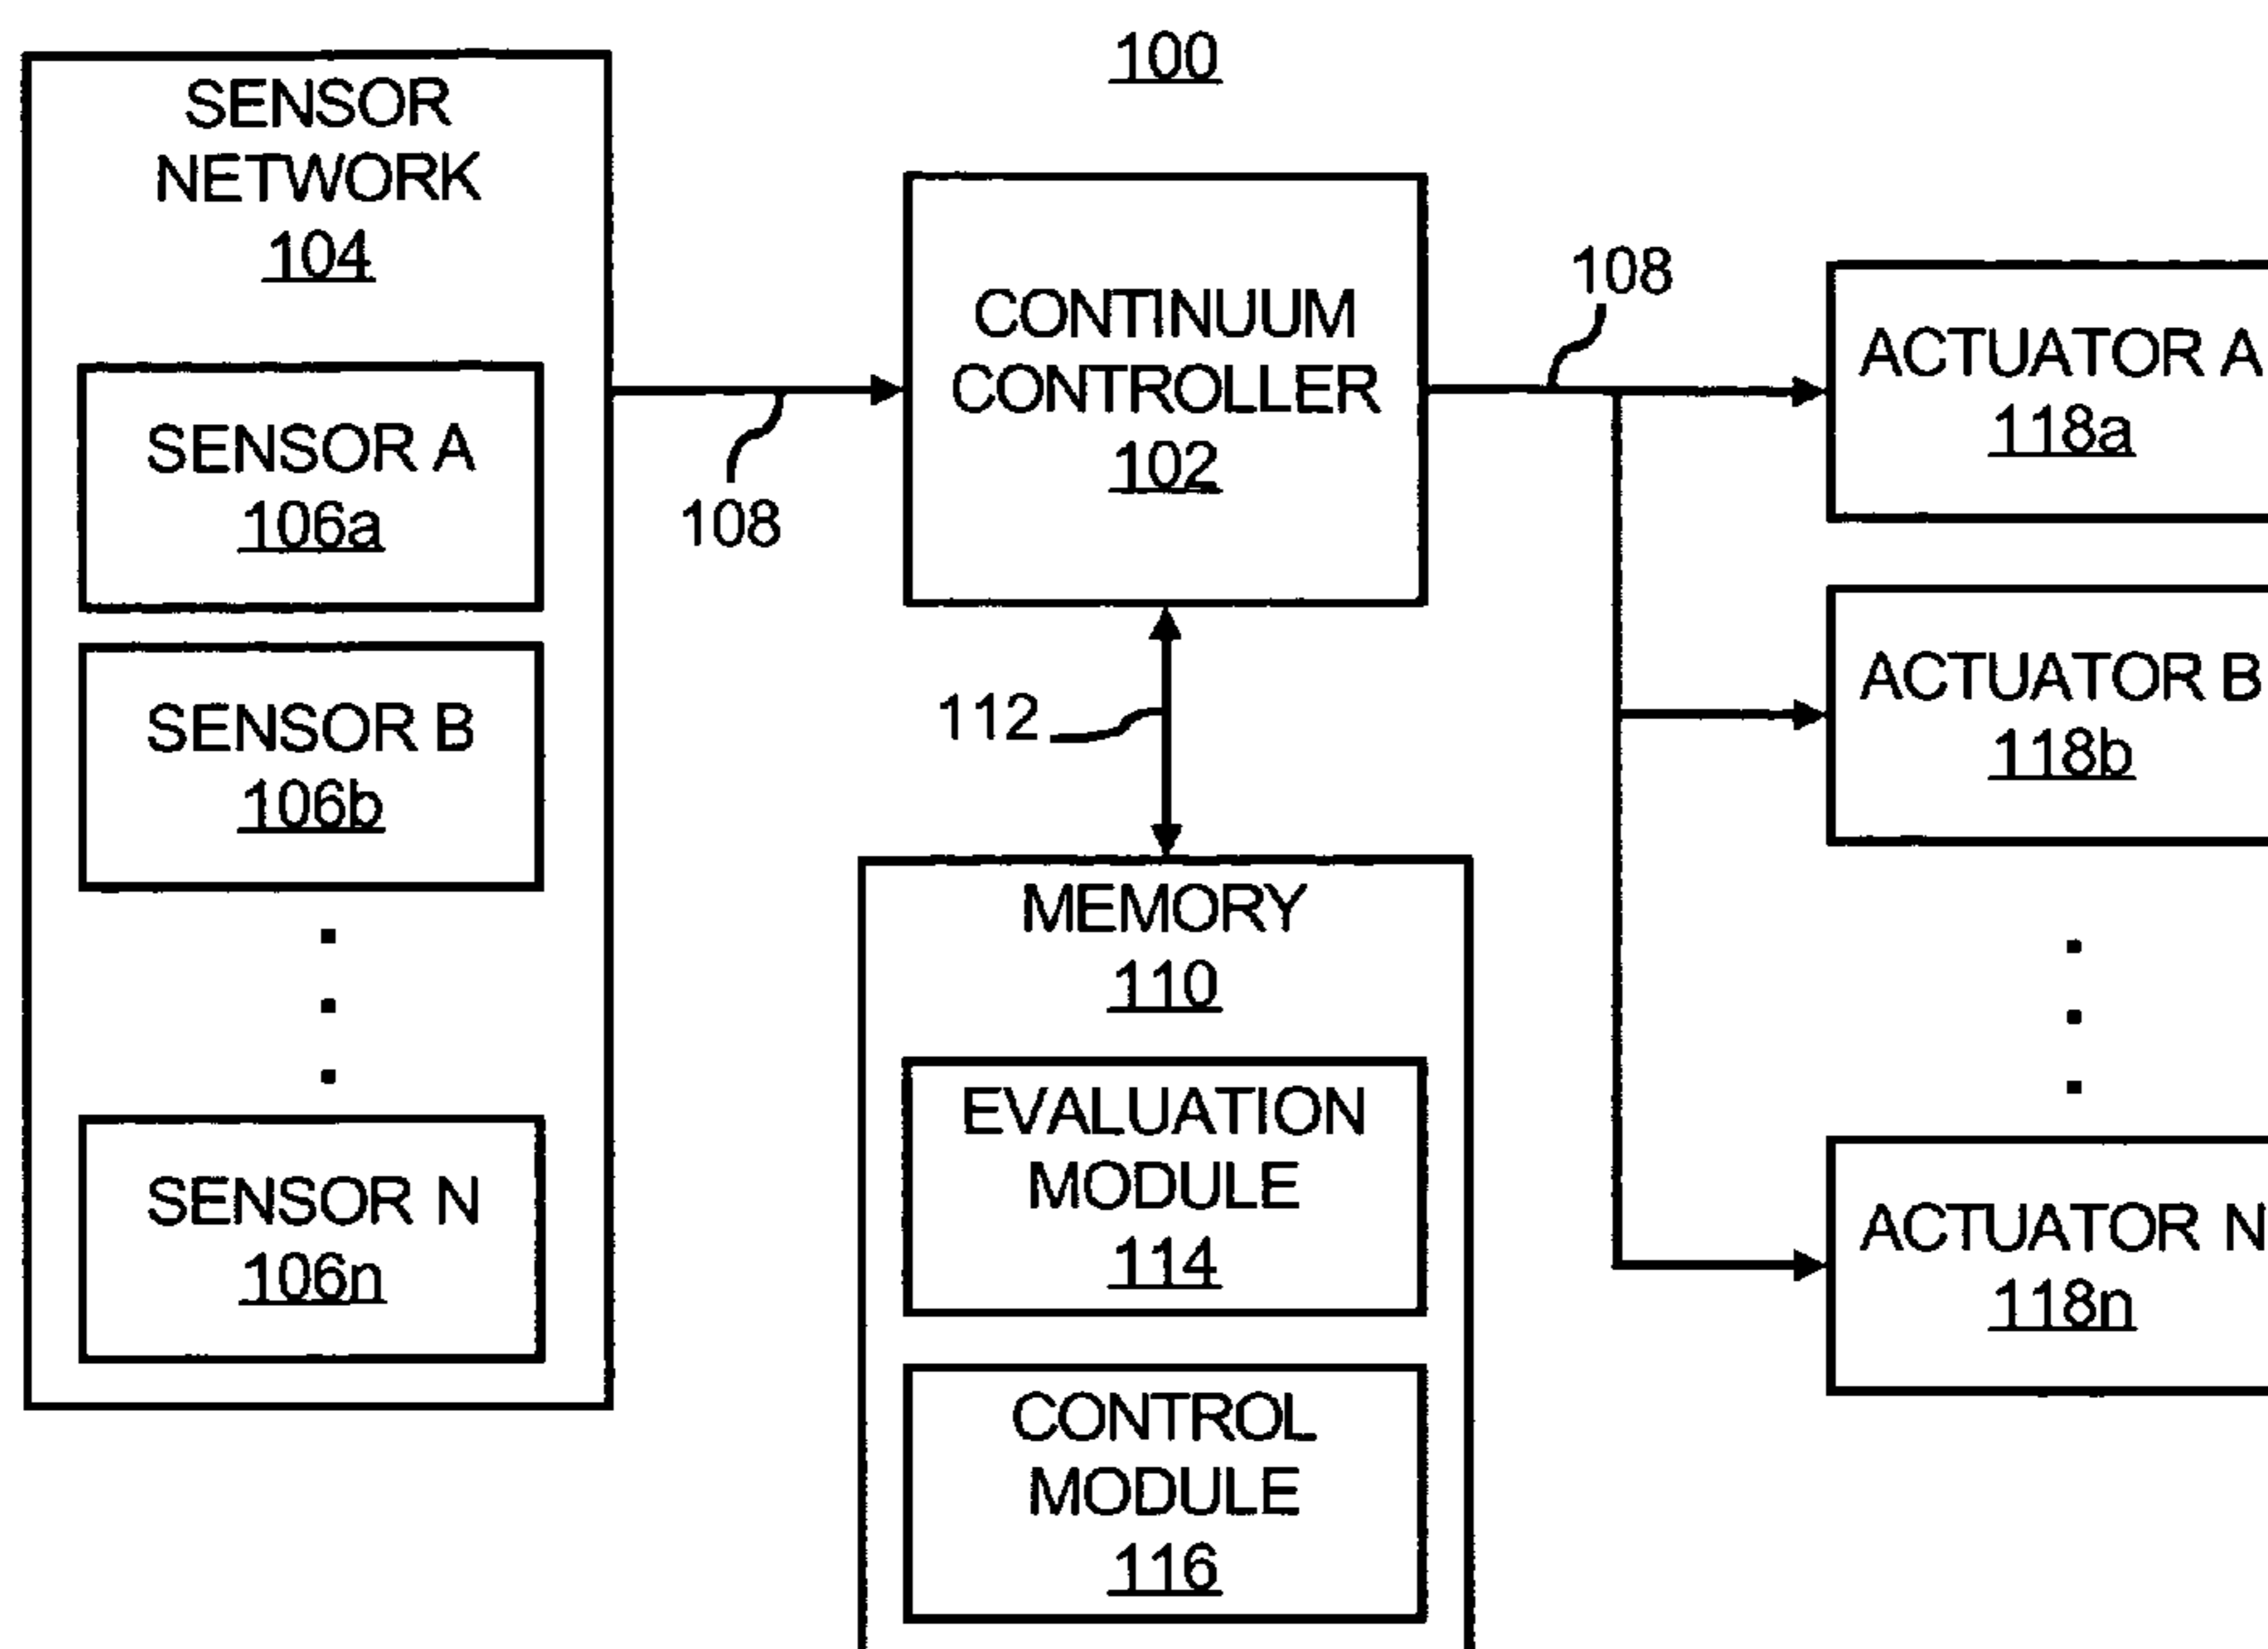 100
SENSOR
NETWORK
104
SENSOR A
106a
SENSOR B
106b
SENSOR N
106n
108
CONTINUUM
CONTROLLER
102
112
MEMORY
110
EVALUATION
MODULE
114
CONTROL
MODULE
116
108
ACTUATOR A
118a
ACTUATOR B
118b
ACTUATOR N
118n